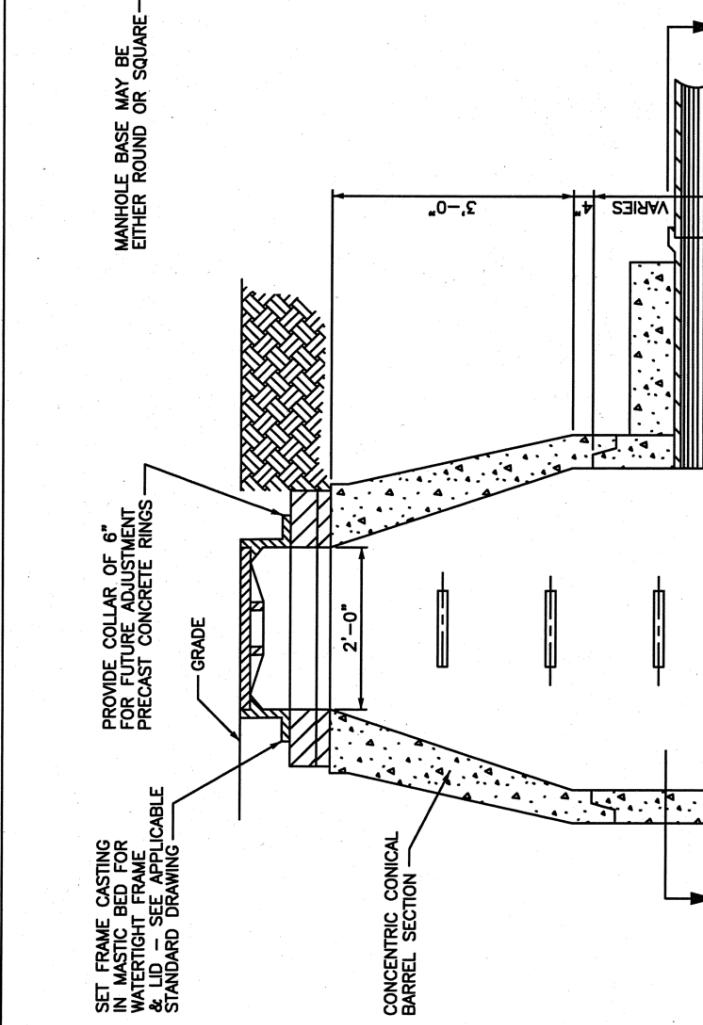 MANHOLE BASE MAY BE
EITHER ROUND OR SQUARE
PROVIDE COLLAR OF 6"
FOR FUTURE ADJUSTMENT
PRECAST CONCRETE RINGS
GRADE
SET FRAME CASTING
IN MASTIC BED FOR
WATERTIGHT FRAME
& LID – SEE APPLICABLE
STANDARD DRAWING
2'-0"
3'-0"
4"
VARIES
CONCENTRIC CONICAL
BARREL SECTION